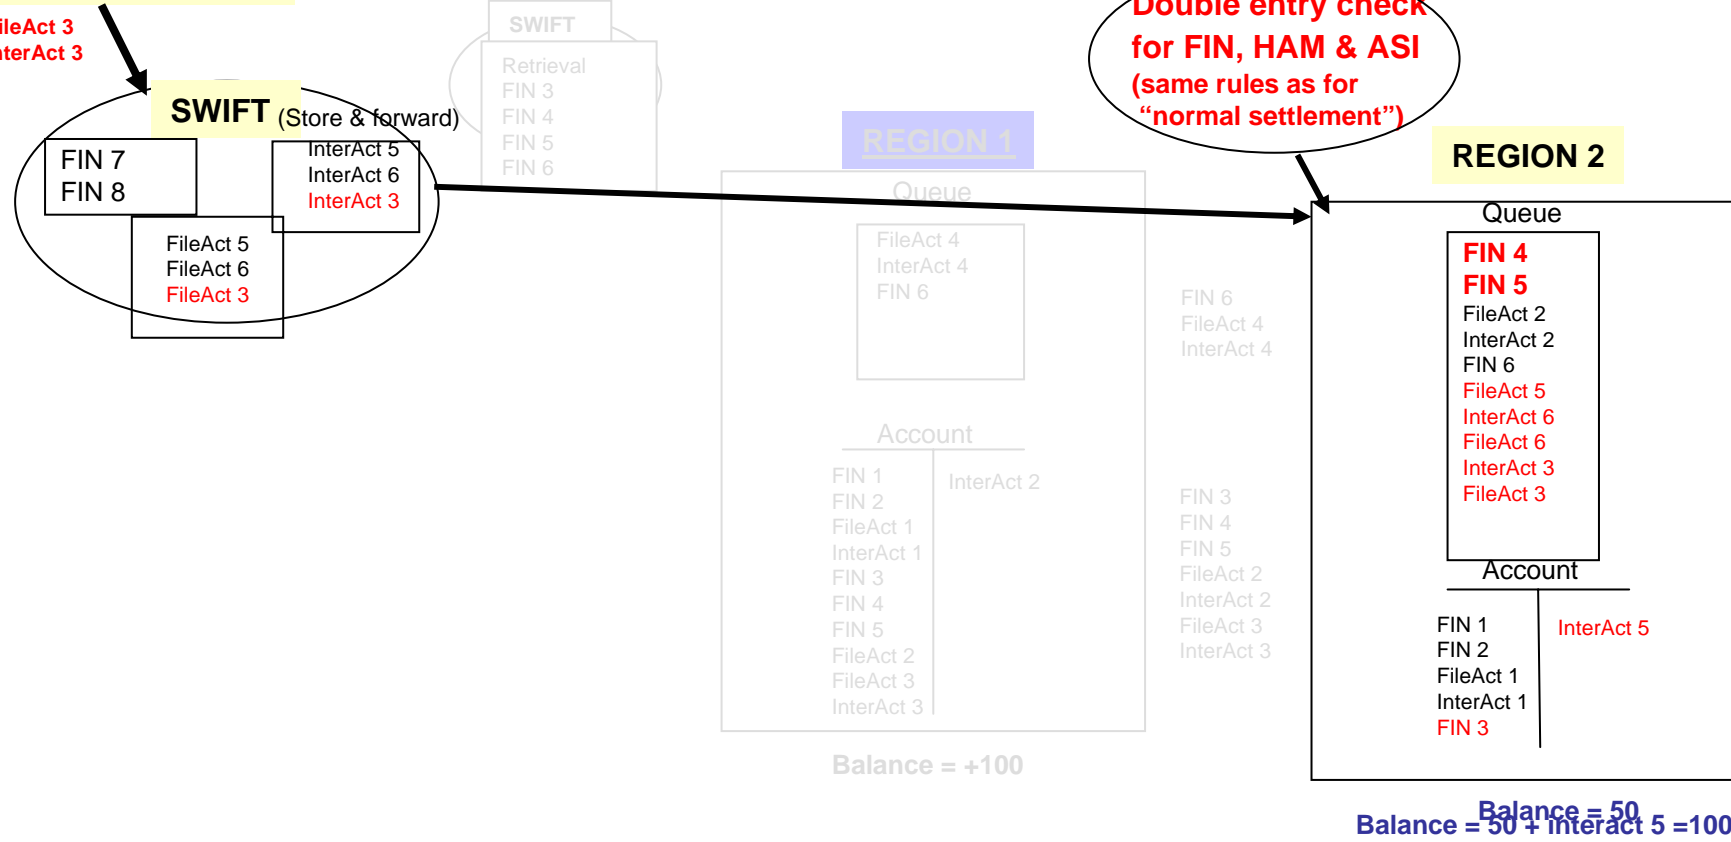 FileAct 3
InterAct 3
SWIFT (Store & forward)
FIN 7
FIN 8
InterAct 5
InterAct 6
InterAct 3
FileAct 5
FileAct 6
FileAct 3
SWIFT
Retrieval
FIN 3
FIN 4
FIN 5
FIN 6
REGION 1
Queue
FileAct 4
InterAct 4
FIN 6
Account
FIN 1
FIN 2
FileAct 1
InterAct 1
FIN 3
FIN 4
FIN 5
FileAct 2
FileAct 3
InterAct 3
InterAct 2
Balance = +100
FIN 6
FileAct 4
InterAct 4
FIN 3
FIN 4
FIN 5
FileAct 2
InterAct 2
FileAct 3
InterAct 3
Double entry check
for FIN, HAM & ASI
(same rules as for
“normal settlement”)
REGION 2
Queue
FIN 4
FIN 5
FileAct 2
InterAct 2
FIN 6
FileAct 5
InterAct 6
FileAct 6
InterAct 3
FileAct 3
Account
FIN 1
FIN 2
FileAct 1
InterAct 1
FIN 3
InterAct 5
Balance = 50
Balance = 50 + interact 5 =100